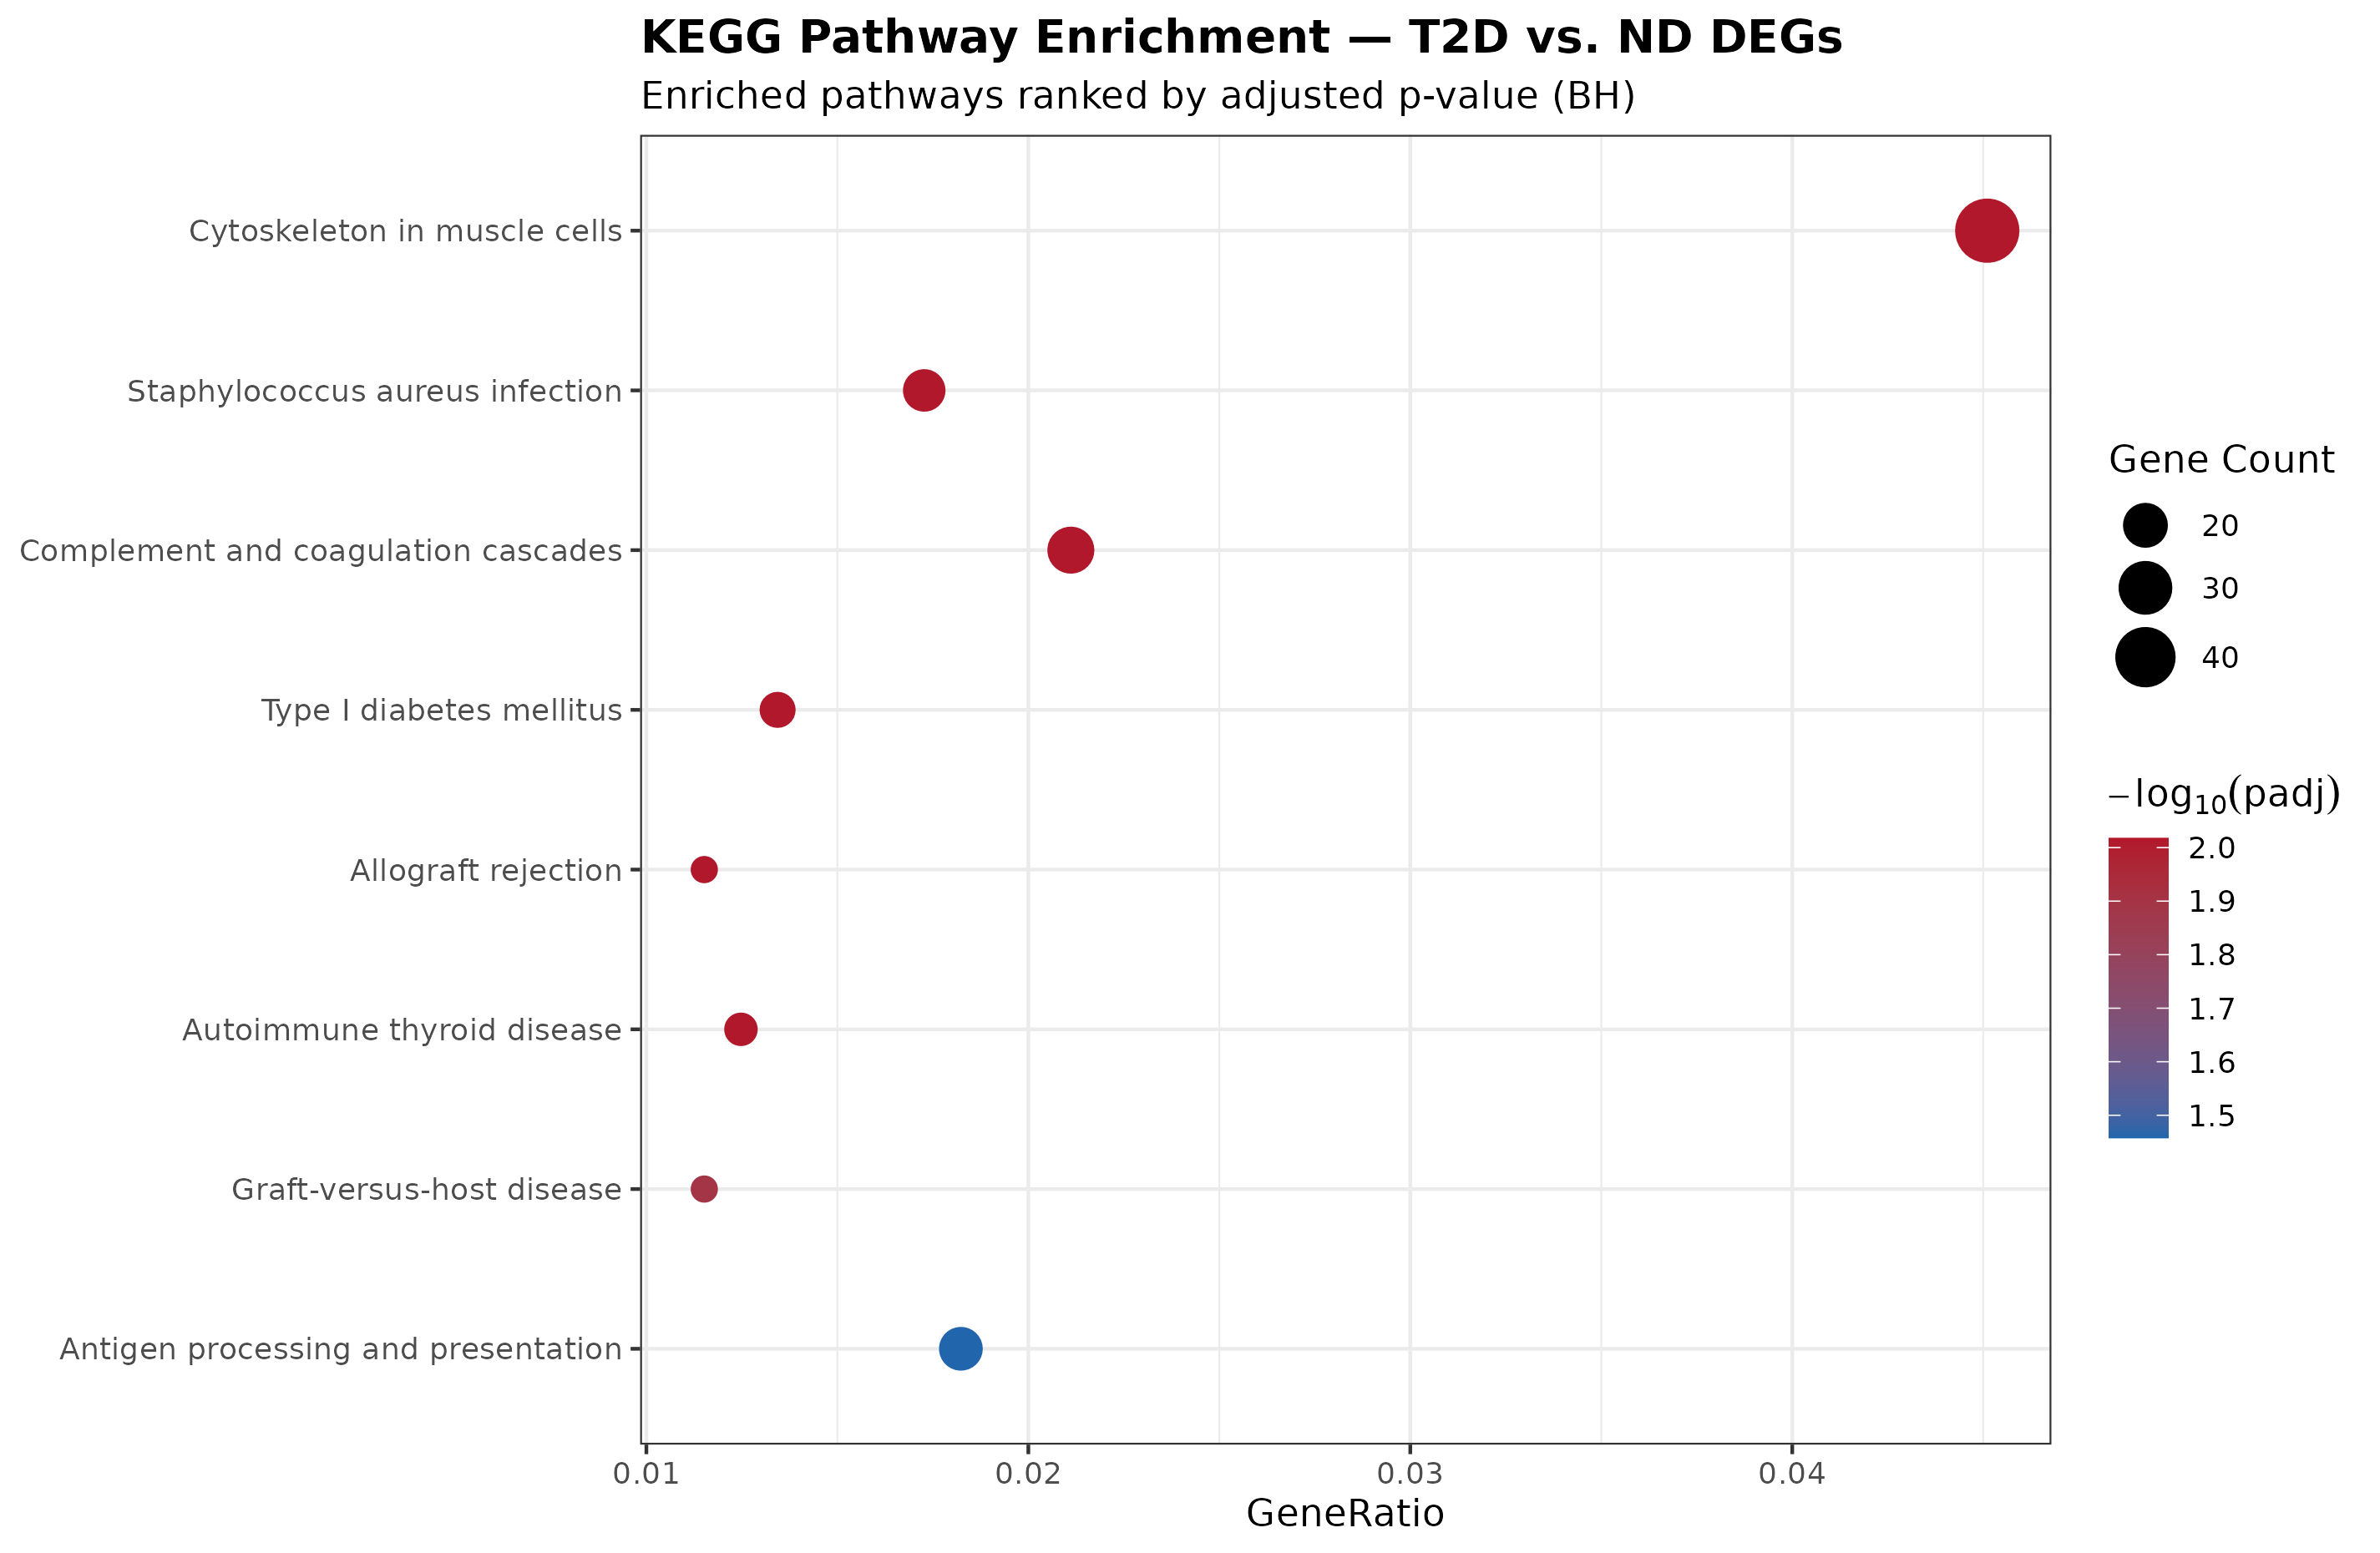 KEGG Pathway Enrichment — T2D vs. ND DEGs
Enriched pathways ranked by adjusted p-value (BH)
Cytoskeleton in muscle cells
Staphylococcus aureus infection
Complement and coagulation cascades
Type I diabetes mellitus
Allograft rejection
Autoimmune thyroid disease
Graft-versus-host disease
Antigen processing and presentation
0.01 0.02 0.03 0.04
GeneRatio
Gene Count
20
30
40
−log₁₀(padj)
2.0
1.9
1.8
1.7
1.6
1.5